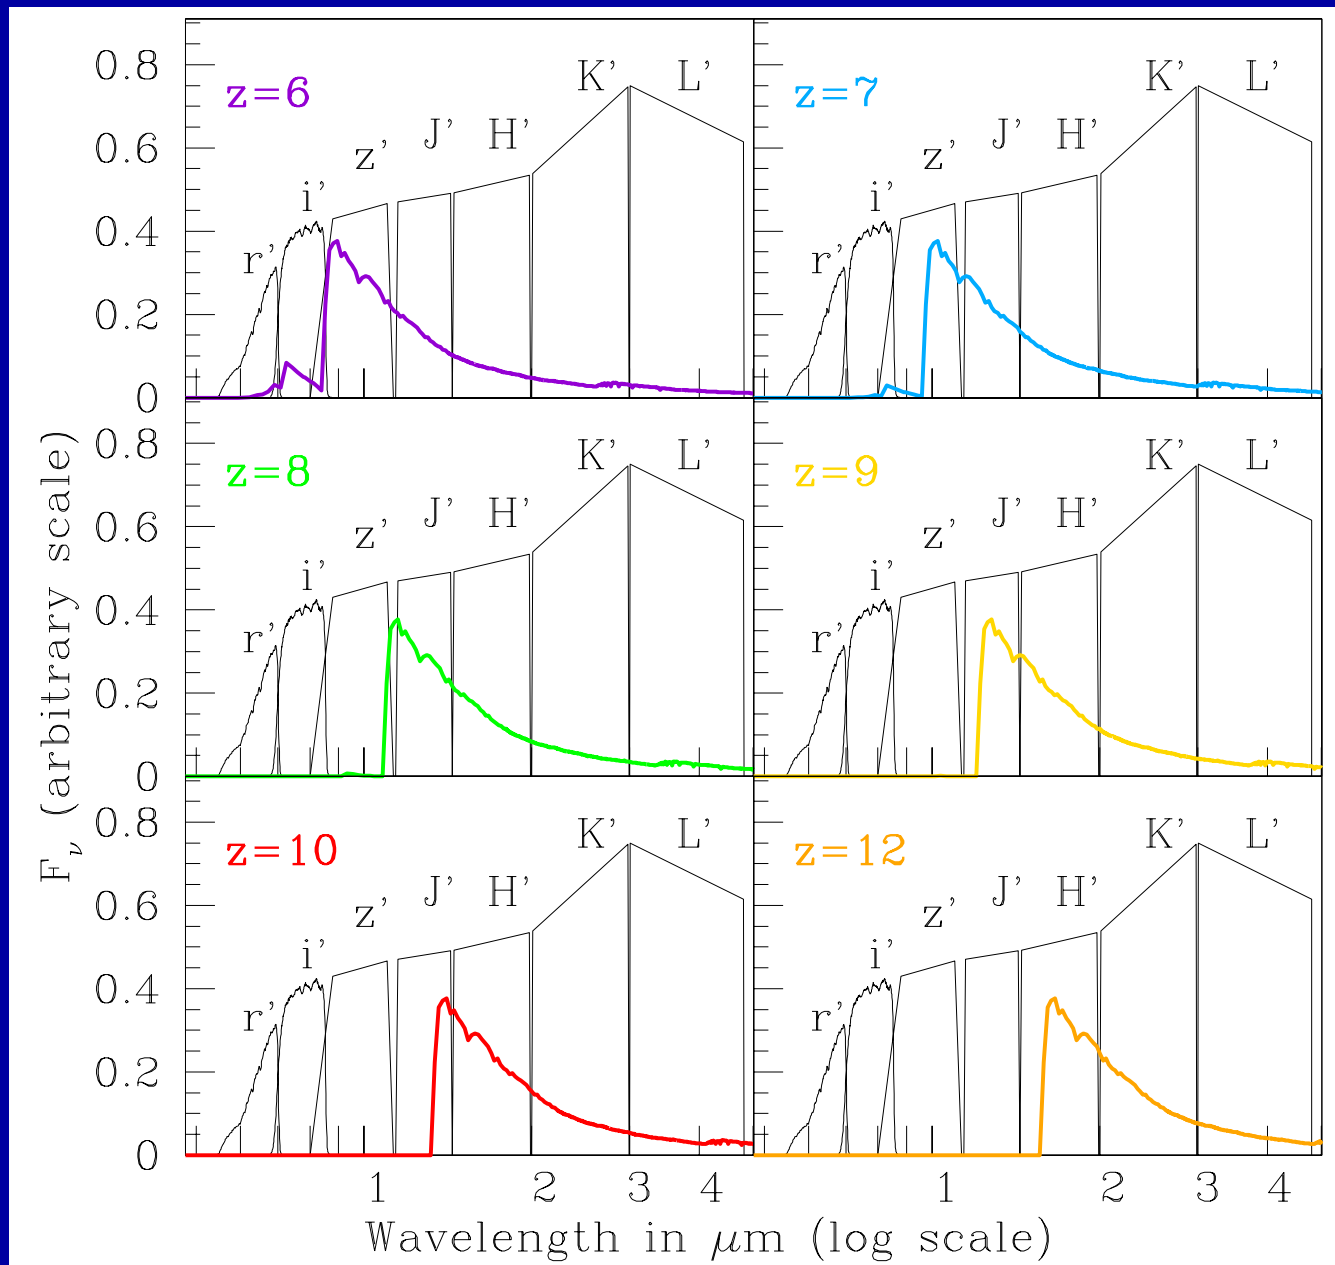 K' L' K' L'
0.8 z=6 z=7
J' H' J' H'
0.6 z' z'
i' i'
0.4
r' r'
0.2
0
K' L' K' L'
0.8 z=8 z=9
J' H' J' H'
0.6 z' z'
i' i'
0.4
r' r'
0.2
0
K' L' K' L'
0.8 z=10 z=12
J' H' J' H'
0.6 z' z'
i' i'
0.4
r' r'
0.2
0
1 2 3 4 1 2 3 4
Wavelength in μm (log scale)
Fν (arbitrary scale)